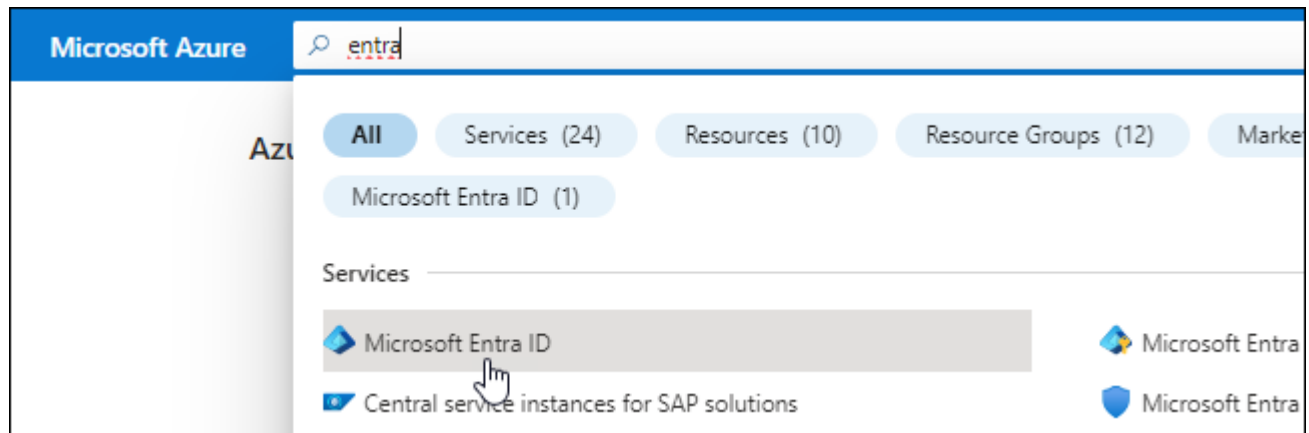 Microsoft Azure
entra
Azu
All Services (24) Resources (10) Resource Groups (12) Marke
Microsoft Entra ID (1)
Services
Microsoft Entra ID Microsoft Entra
Central service instances for SAP solutions Microsoft Entra